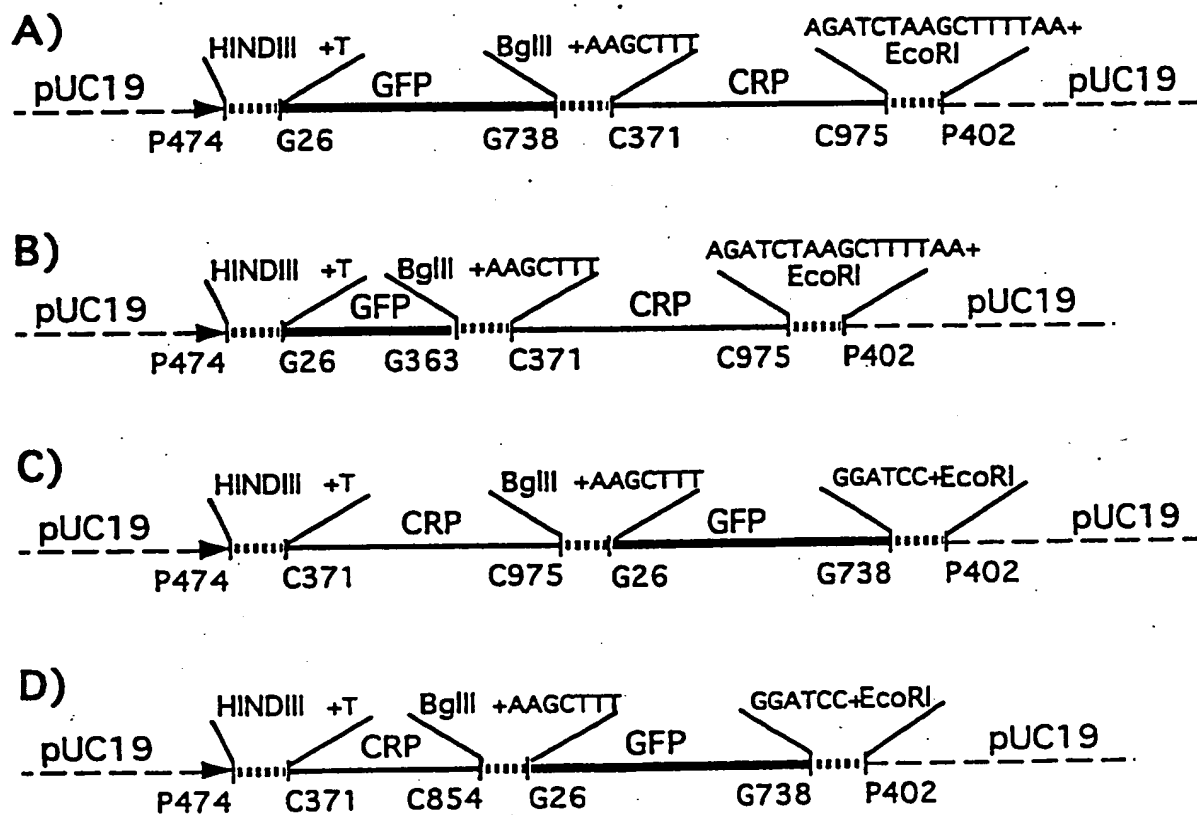 A)
HINDIII +T
BglII +AAGCTTT
AGATCTAAGCTTTTAA+
EcoRI
pUC19
GFP
CRP
pUC19
P474
G26
G738
C371
C975
P402
B)
HINDIII +T
BglII +AAGCTTT
AGATCTAAGCTTTTAA+
EcoRI
pUC19
GFP
CRP
pUC19
P474
G26
G363
C371
C975
P402
C)
HINDIII +T
BglII +AAGCTTT
GGATCC+EcoRI
pUC19
CRP
GFP
pUC19
P474
C371
C975
G26
G738
P402
D)
HINDIII +T
BglII +AAGCTTT
GGATCC+EcoRI
pUC19
CRP
GFP
pUC19
P474
C371
C854
G26
G738
P402